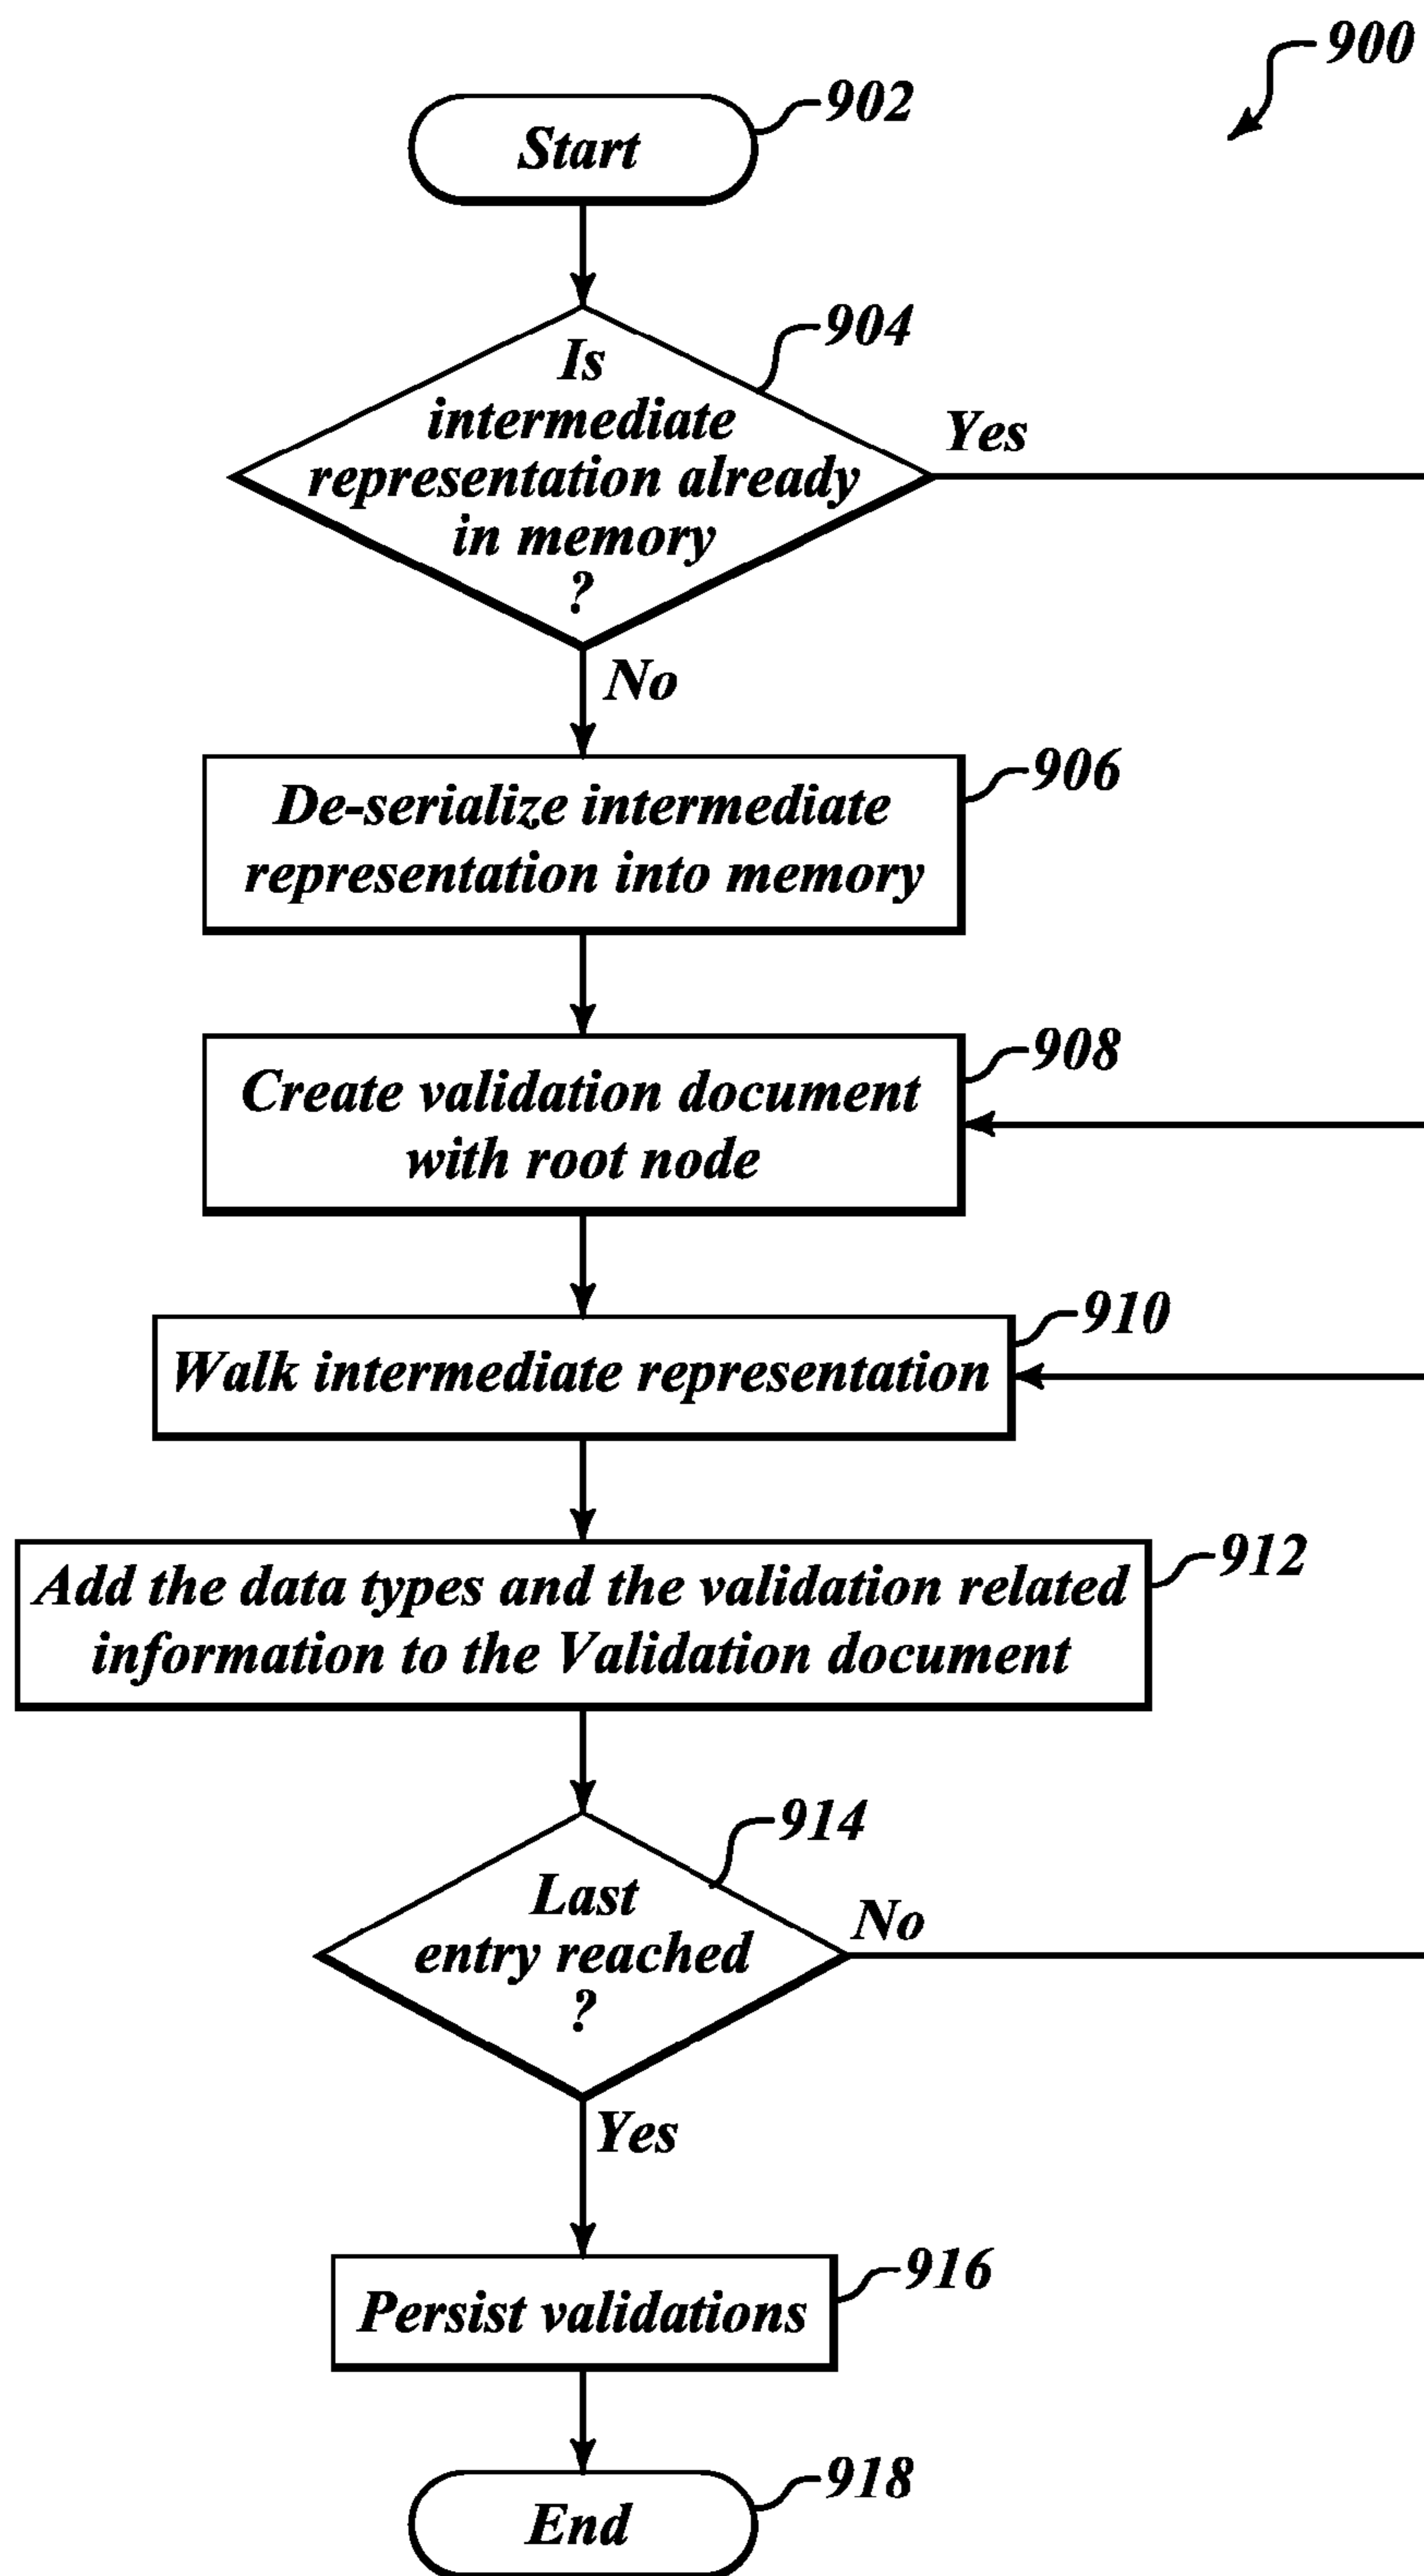 900
Start
902
Is
intermediate
representation already
in memory
?
904
Yes
No
De-serialize intermediate
representation into memory
906
Create validation document
with root node
908
Walk intermediate representation
910
Add the data types and the validation related
information to the Validation document
912
Last
entry reached
?
914
No
Yes
Persist validations
916
End
918